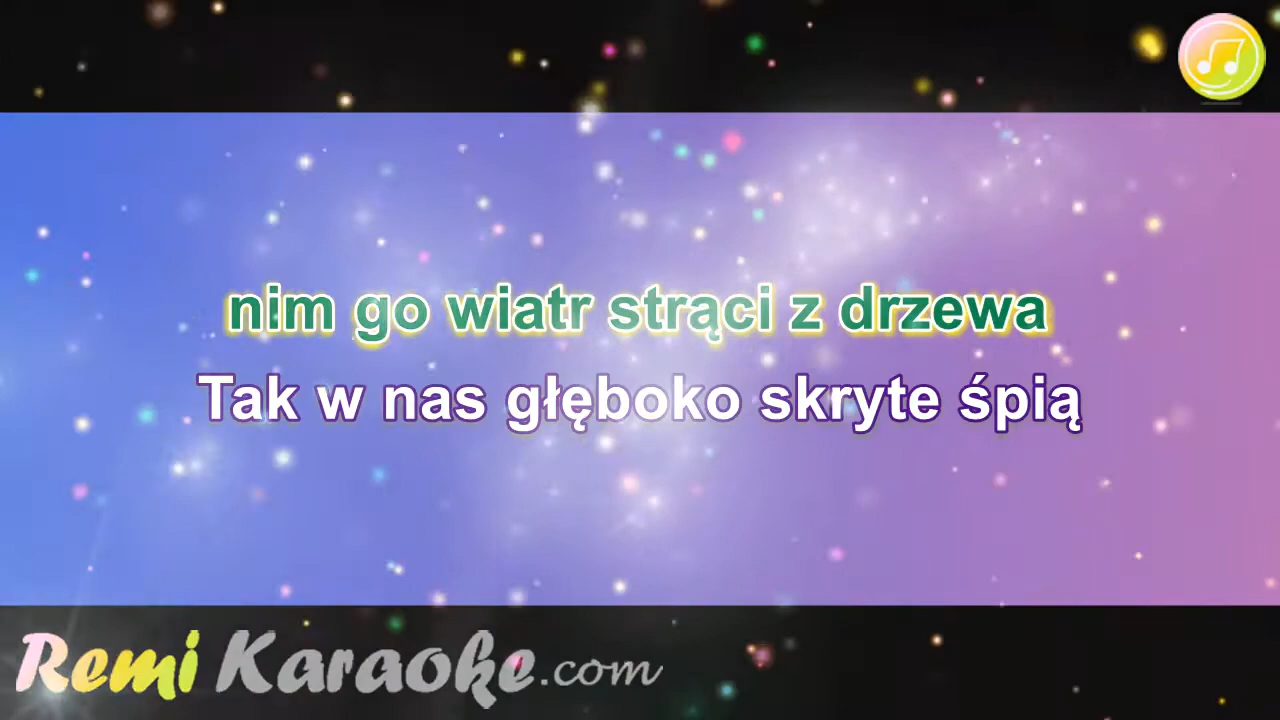 nim go wiatr strąci z drzewa
Tak w nas głęboko skryte śpią
Remi Karaoke.com